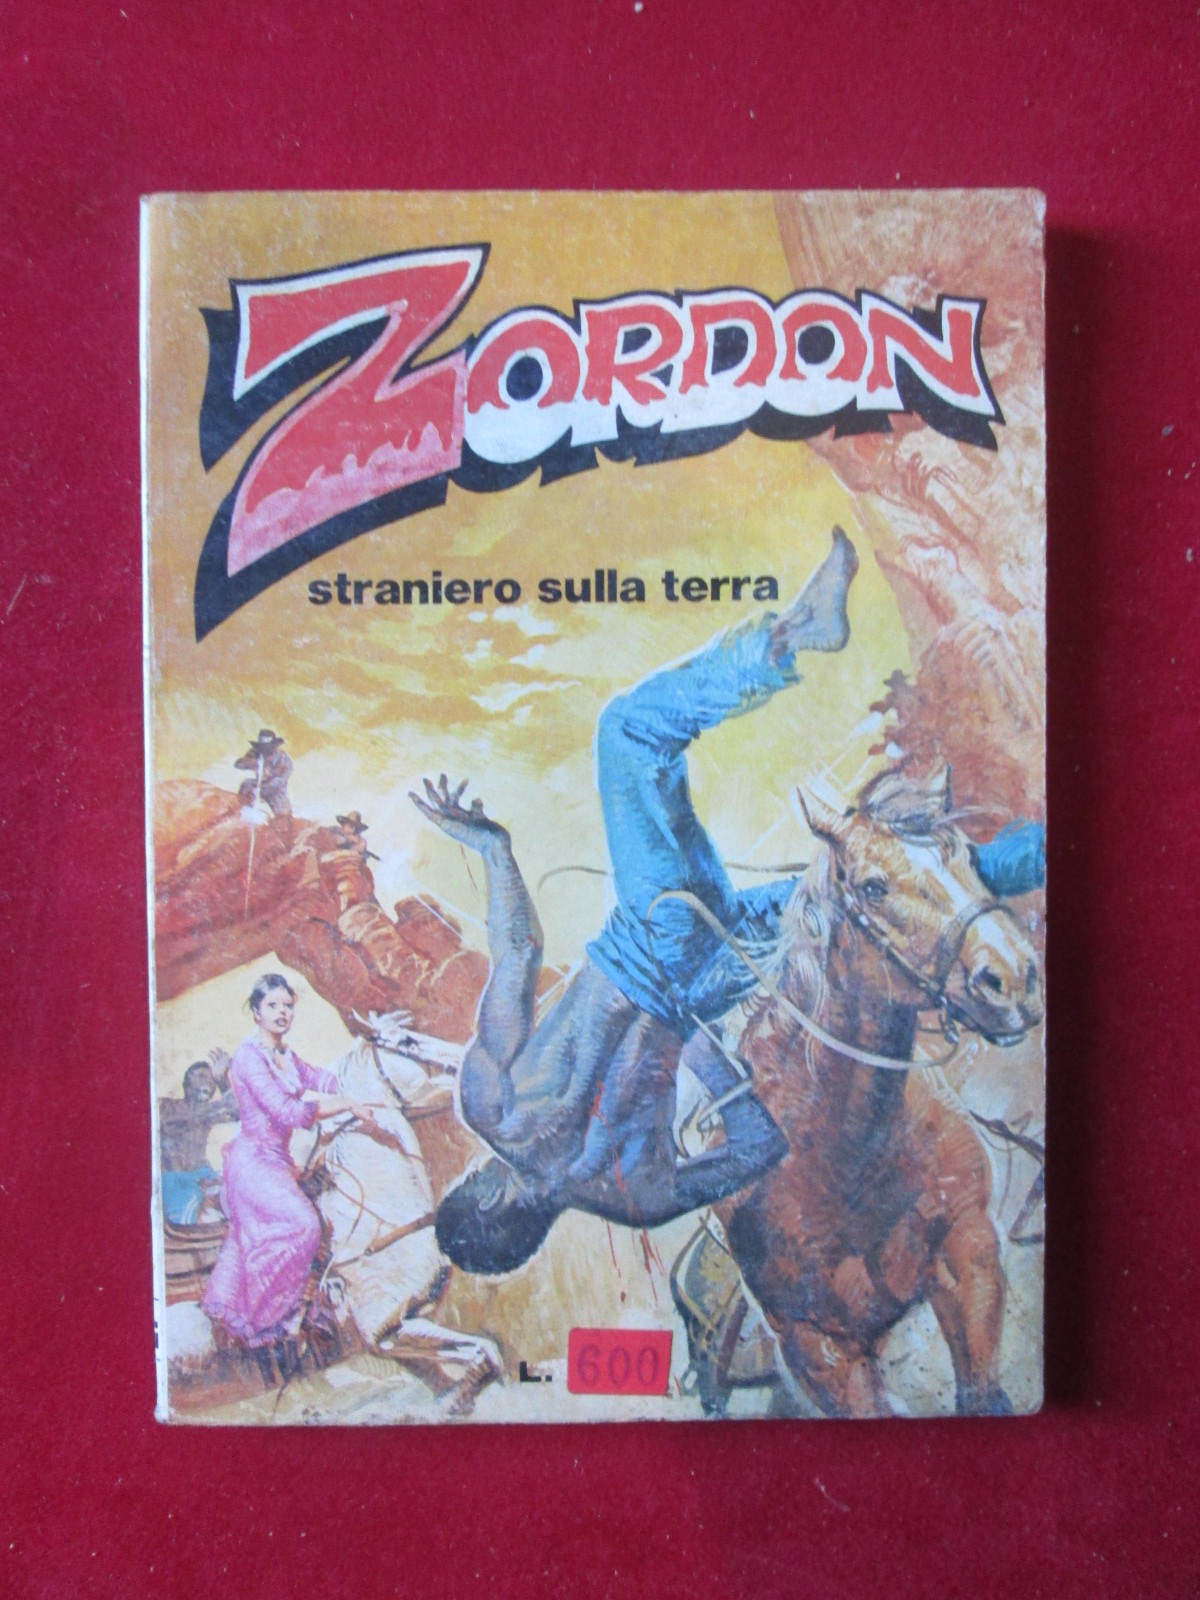 ZORDON
straniero sulla terra
L. 600